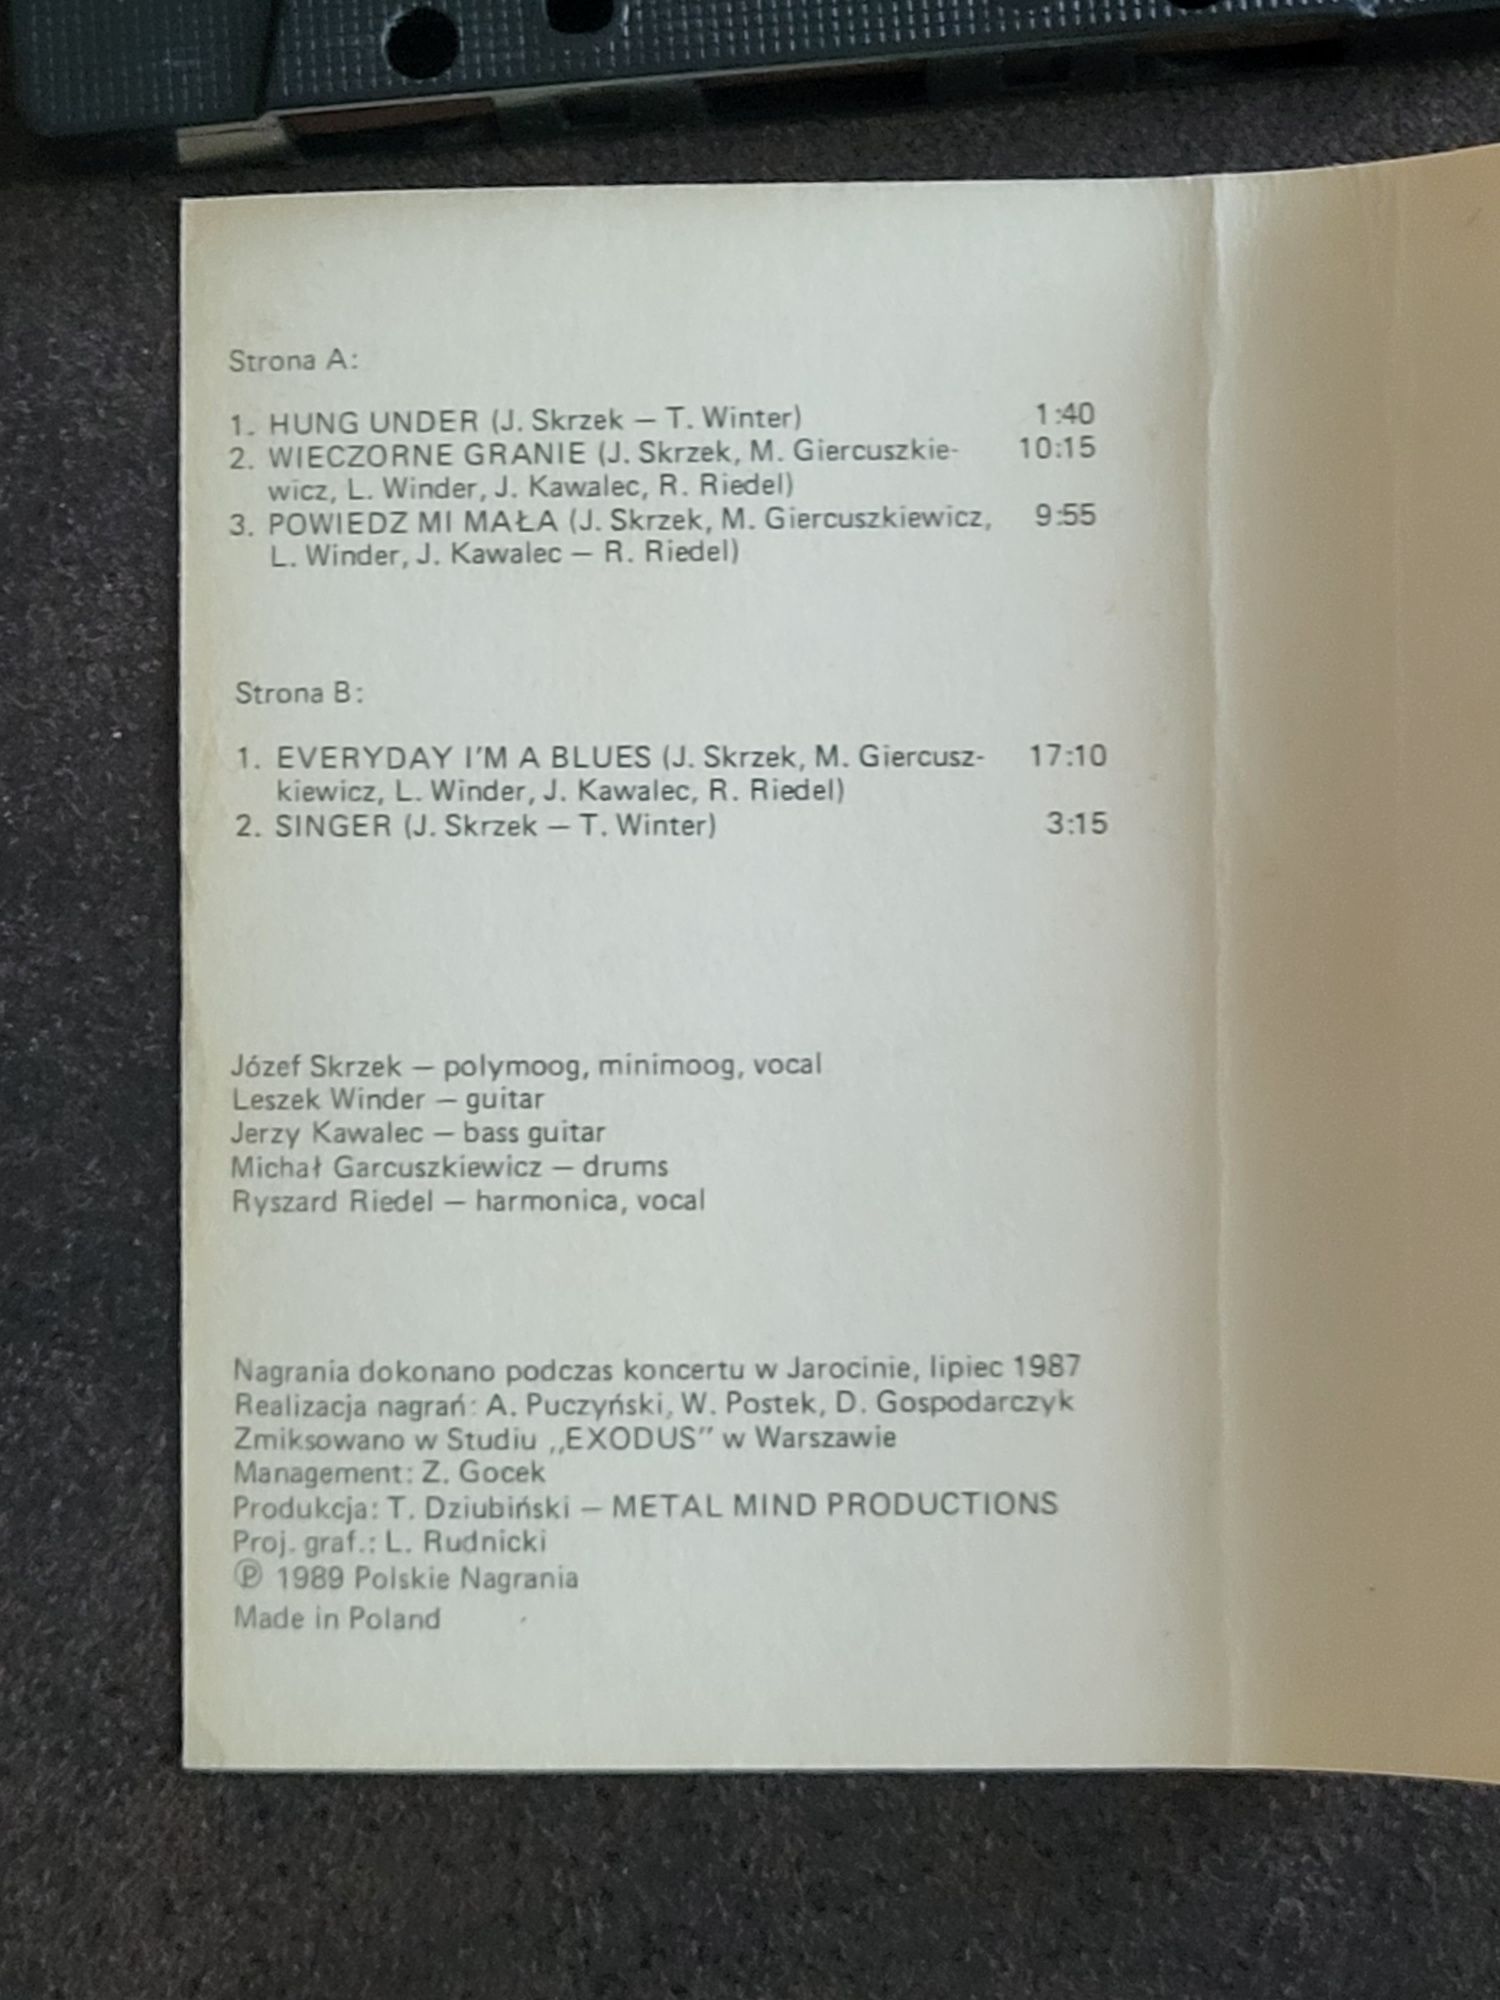 Strona A:
1. HUNG UNDER (J. Skrzek – T. Winter) 1:40
2. WIECZORNE GRANIE (J. Skrzek, M. Giercuszkie- 10:15
wicz, L. Winder, J. Kawalec, R. Riedel)
3. POWIEDZ MI MAŁA (J. Skrzek, M. Giercuszkiewicz, 9:55
L. Winder, J. Kawalec – R. Riedel)
Strona B:
1. EVERYDAY I'M A BLUES (J. Skrzek, M. Giercusz- 17:10
kiewicz, L. Winder, J. Kawalec, R. Riedel)
2. SINGER (J. Skrzek – T. Winter) 3:15
Józef Skrzek – polymoog, minimoog, vocal
Leszek Winder – guitar
Jerzy Kawalec – bass guitar
Michał Garcuszkiewicz – drums
Ryszard Riedel – harmonica, vocal
Nagrania dokonano podczas koncertu w Jarocinie, lipiec 1987
Realizacja nagrań: A. Puczyński, W. Postek, D. Gospodarczyk
Zmiksowano w Studiu „EXODUS” w Warszawie
Management: Z. Gocek
Produkcja: T. Dziubiński – METAL MIND PRODUCTIONS
Proj. graf.: L. Rudnicki
Ⓟ 1989 Polskie Nagrania
Made in Poland